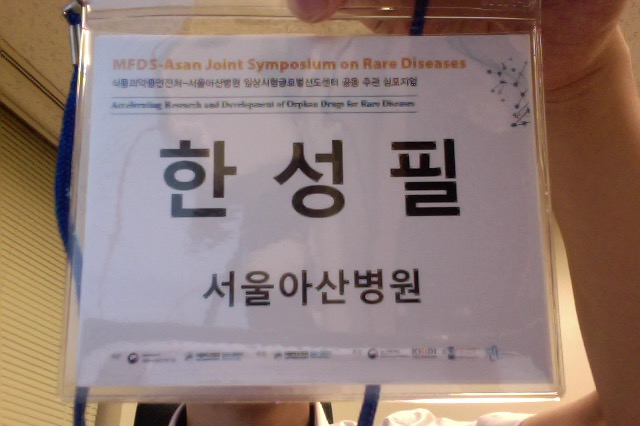 MFDS-Asan Joint Symposium on Rare Diseases
식품의약품안전처-서울아산병원 임상시험글로벌선도센터 공동 주관 심포지엄
Accelerating Research and Development of Orphan Drugs for Rare Diseases
한 성 필
서울아산병원